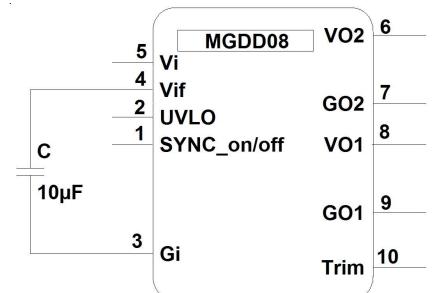 MGDD08
VO2 6
5 Vi
4 Vif
GO2 7
2 UVLO
1 SYNC_on/off
VO1 8
C
10µF
GO1 9
3 Gi
Trim 10